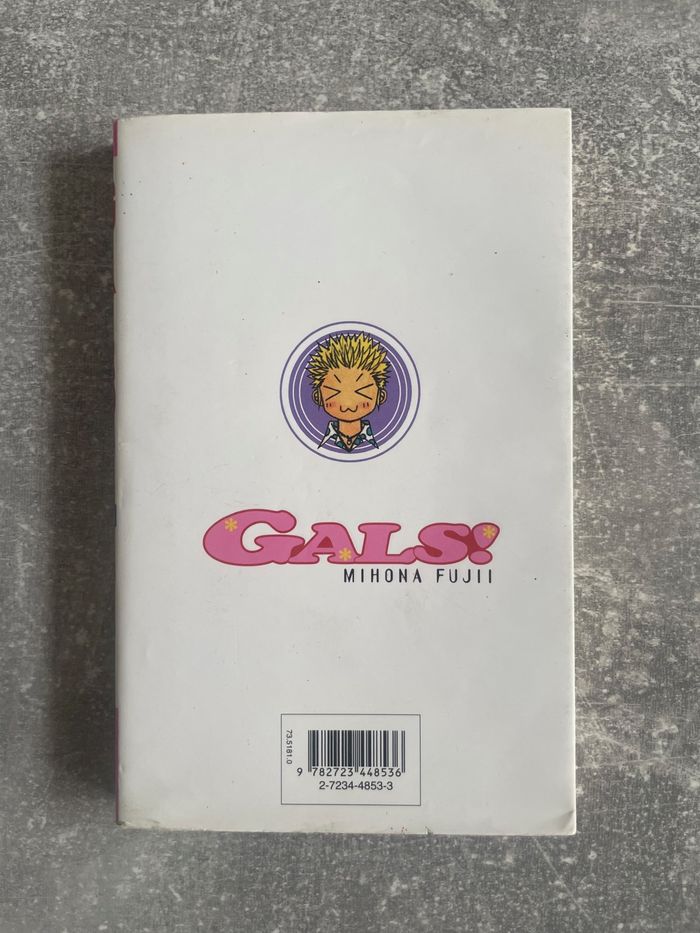 GALS!
MIHONA FUJII
73.5181.0
9 782723 448536
2-7234-4853-3